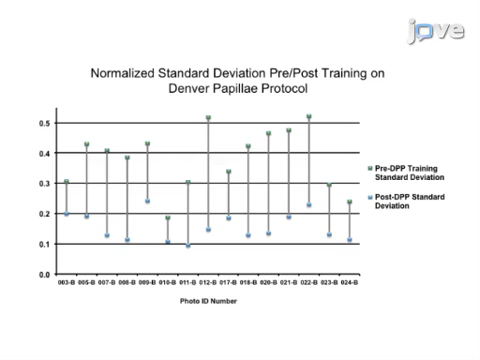 jove
Normalized Standard Deviation Pre/Post Training on
Denver Papillae Protocol
0.5
0.4
0.3
0.2
0.1
0.0
003-B 005-B 007-B 008-B 009-B 010-B 011-B 012-B 017-B 018-B 020-B 021-B 022-B 023-B 024-B
Photo ID Number
Pre-DPP Training
Standard Deviation
Post-DPP Standard
Deviation